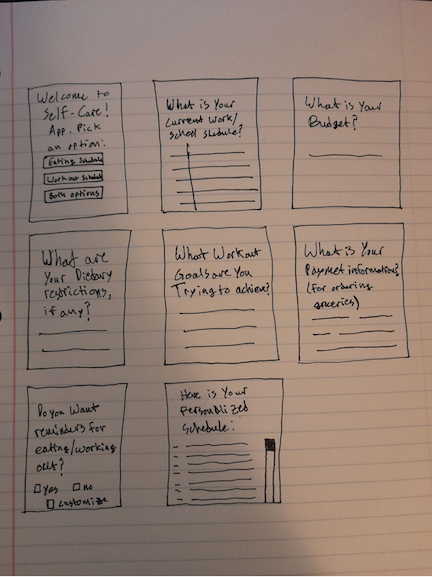 Welcome to
Self-Care!
App. Pick
an option:
Eating Schedule
Workout Schedule
Both options
What is Your
Current Work/
School schedule?
What is Your
Budget?
What are
Your Dietary
restrictions,
if any?
What Workout
Goals are You
Trying to achieve?
What is Your
Payment information?
(for ordering
groceries)
Do you Want
reminders for
eating/working
out?
Yes no
customize
Here is Your
Personalized
Schedule: